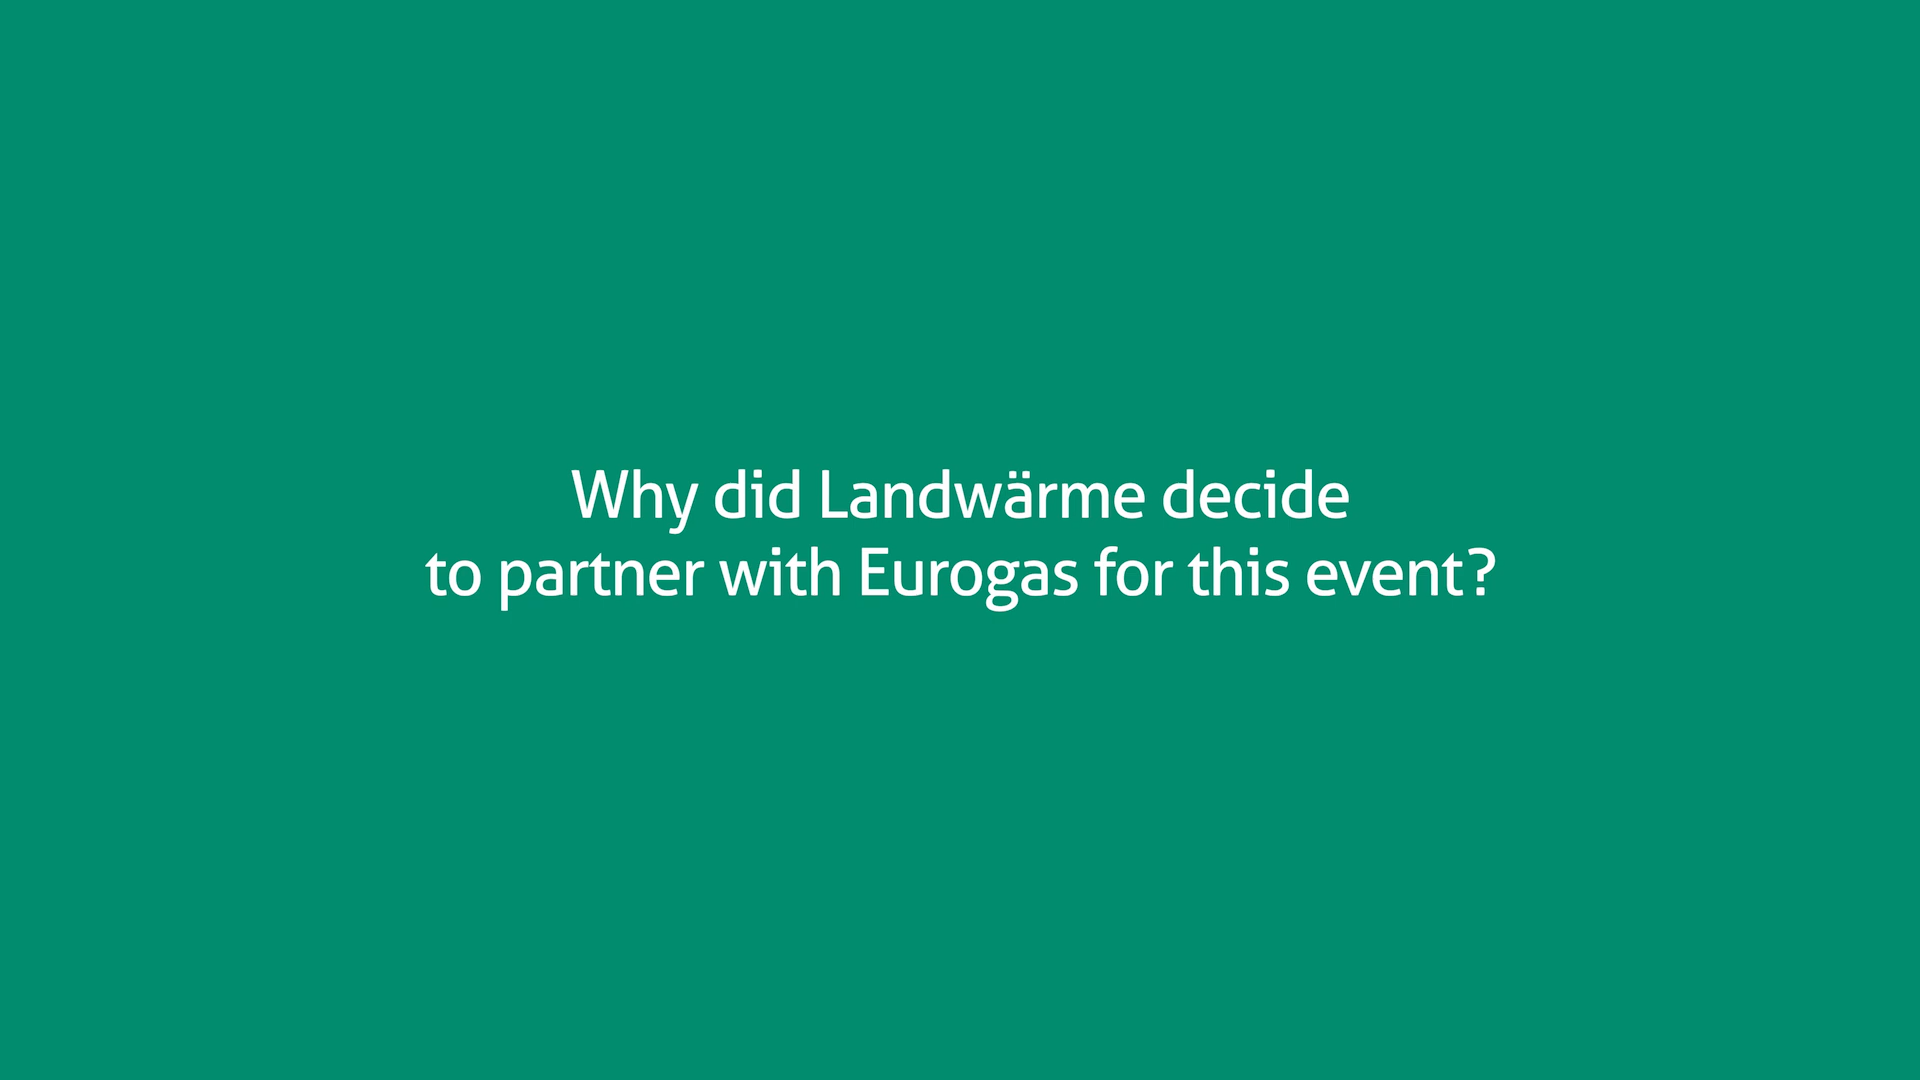 Why did Landwärme decide
to partner with Eurogas for this event?